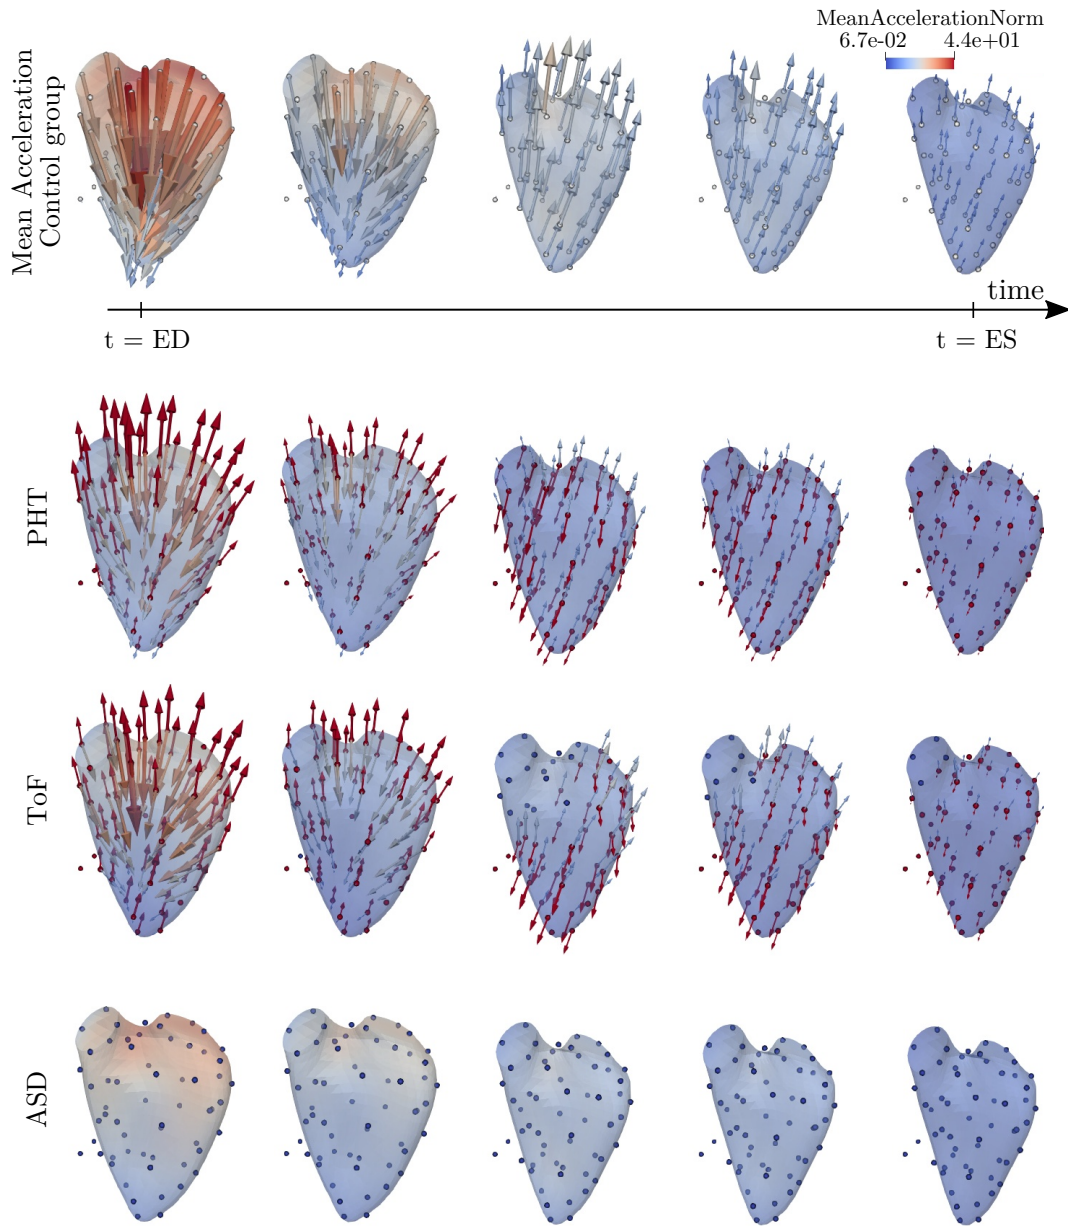 MeanAccelerationNorm
6.7e-02 4.4e+01
Mean Acceleration
Control group
time
t = ED
t = ES
PHT
ToF
ASD